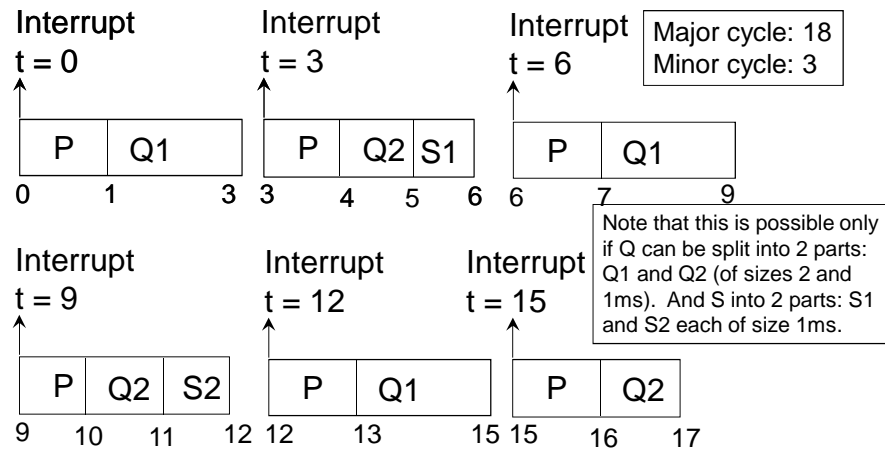 Interrupt
t = 0
Interrupt
t = 3
Interrupt
t = 6
Major cycle: 18
Minor cycle: 3
P Q1
0 1 3
P Q2 S1
3 4 5 6
P Q1
6 7 9
Note that this is possible only
if Q can be split into 2 parts:
Q1 and Q2 (of sizes 2 and
1ms). And S into 2 parts: S1
and S2 each of size 1ms.
Interrupt
t = 9
Interrupt
t = 12
Interrupt
t = 15
P Q2 S2
9 10 11 12
P Q1
12 13 15
P Q2
15 16 17